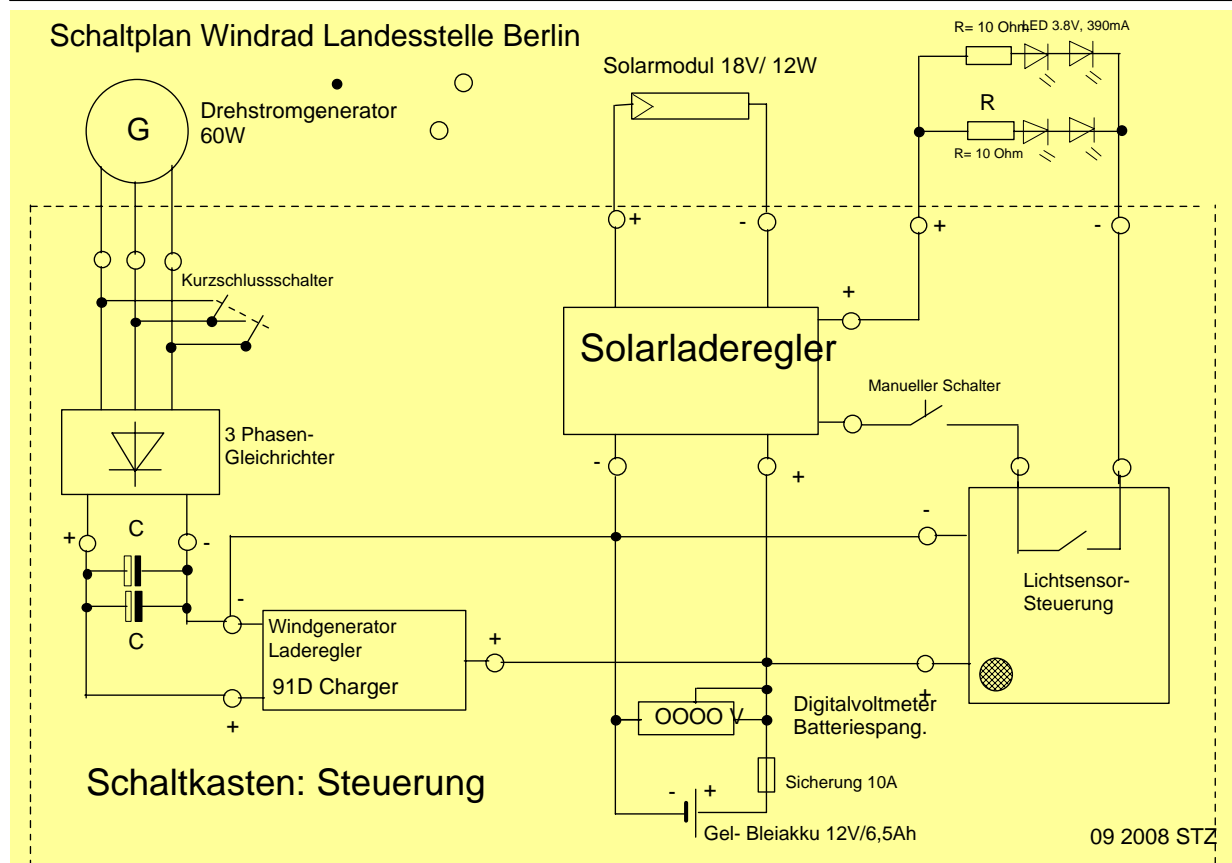 Schaltplan Windrad Landesstelle Berlin
R= 10 Ohm
LED 3.8V, 390mA
Solarmodul 18V/ 12W
G
Drehstromgenerator
60W
R
R= 10 Ohm
+
-
+
-
Kurzschlussschalter
+
Solarladeregler
Manueller Schalter
3 Phasen-
Gleichrichter
-
+
+
C
-
-
Lichtsensor-
Steuerung
C
-
Windgenerator
Laderegler
91D Charger
+
+
+
OOOO V
Digitalvoltmeter
Batteriespang.
Schaltkasten: Steuerung
Sicherung 10A
-
+
Gel- Bleiakku 12V/6,5Ah
09 2008 STZ